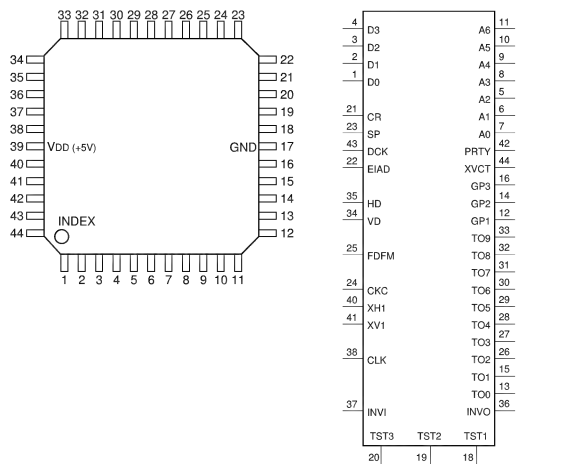 33 32 31 30 29 28 27 26 25 24 23
34 22
35 21
36 20
37 19
38 18
39 VDD (+5V) GND 17
40 16
41 15
42 14
43 INDEX 13
44 12
1 2 3 4 5 6 7 8 9 10 11
4 D3 A6 11
3 D2 A5 10
2 D1 A4 9
1 D0 A3 8
A2 5
21 CR A1 6
23 SP A0 7
43 DCK PRTY 42
22 EIAD XVCT 44
GP3 16
35 HD GP2 14
34 VD GP1 12
TO9 33
25 FDFM TO8 32
TO7 31
24 CKC TO6 30
40 XH1 TO5 29
41 XV1 TO4 28
TO3 27
38 CLK TO2 26
TO1 15
TO0 13
37 INVI INVO 36
TST3 TST2 TST1
20 19 18